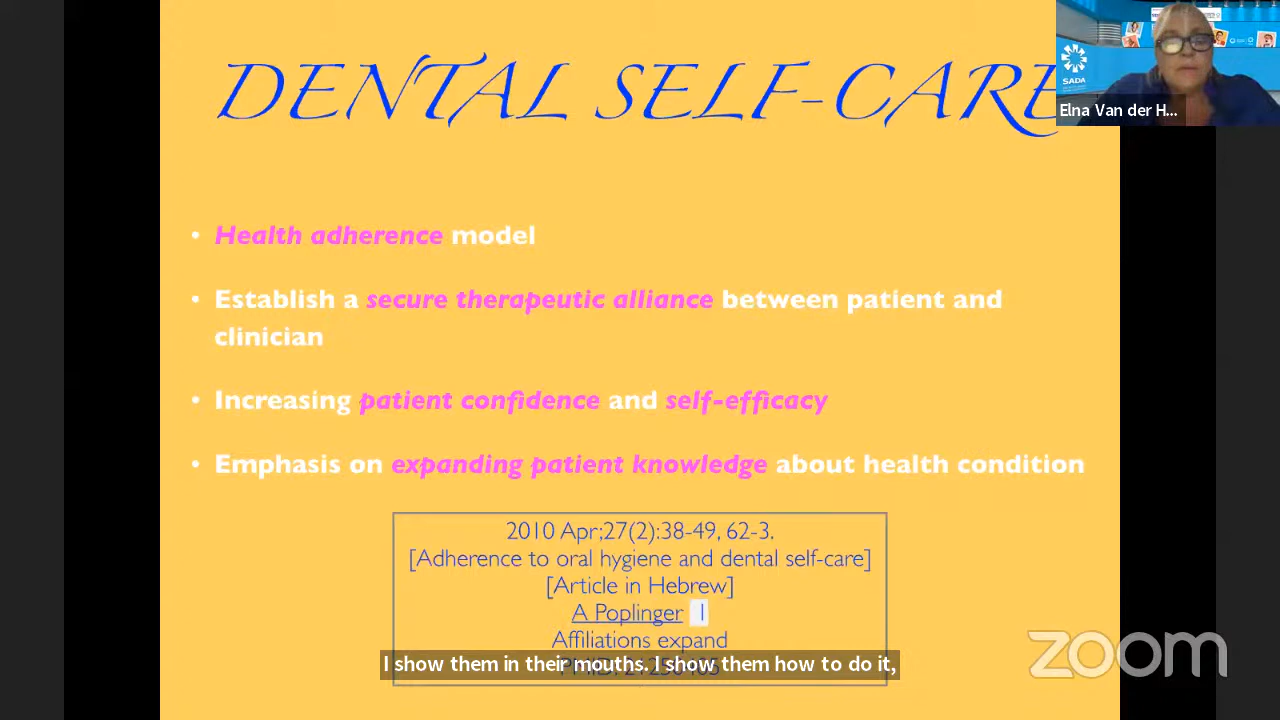 DENTAL SELF-CARE
SADA
Elna Van der H...
• Health adherence model
• Establish a secure therapeutic alliance between patient and
clinician
• Increasing patient confidence and self-efficacy
• Emphasis on expanding patient knowledge about health condition
2010 Apr;27(2):38-49, 62-3.
[Adherence to oral hygiene and dental self-care]
[Article in Hebrew]
A Poplinger 1
Affiliations expand
I show them in their mouths. I show them how to do it,
zoom